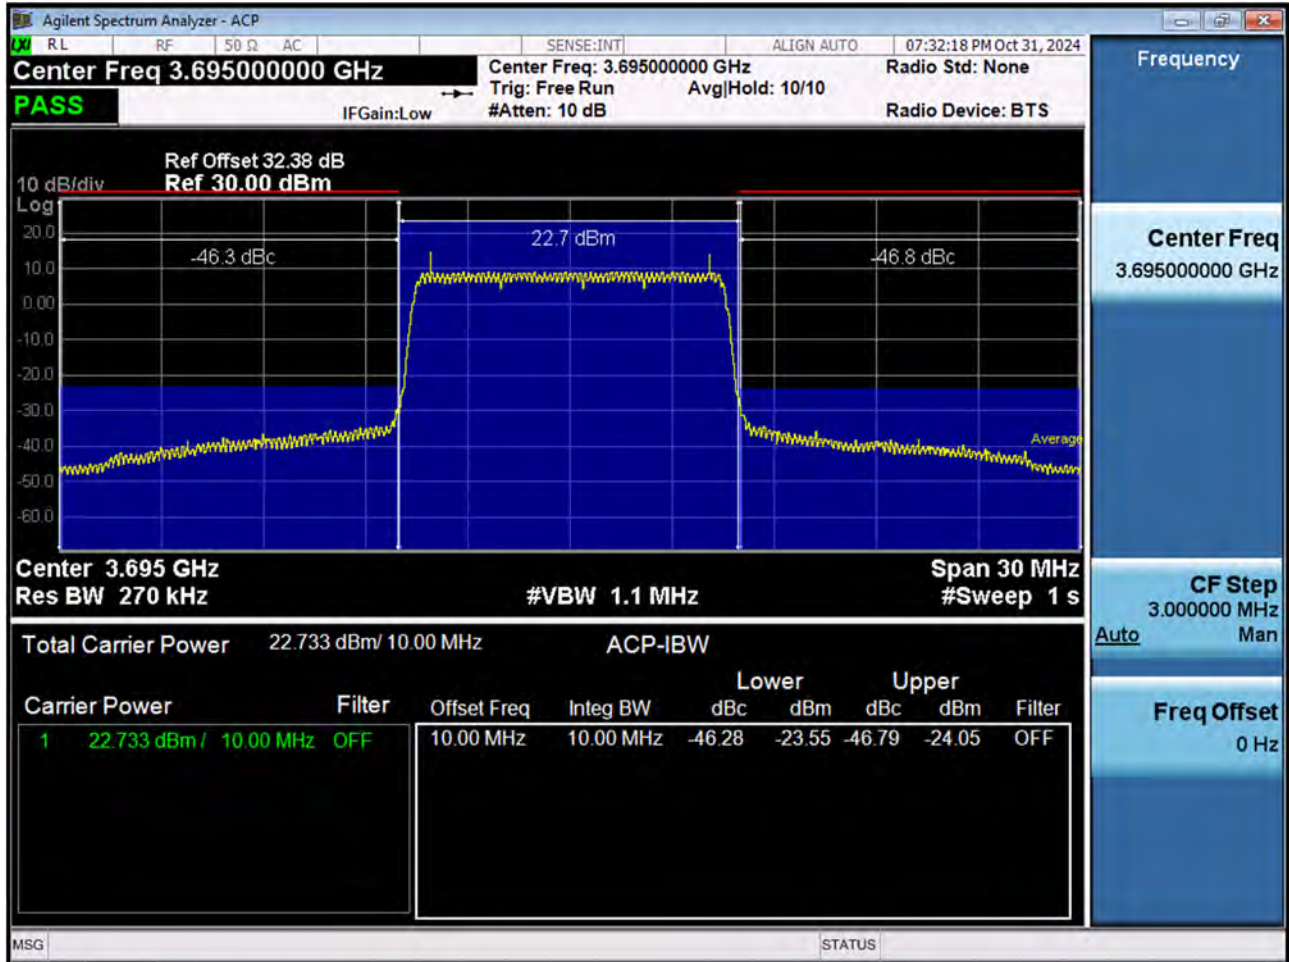 Agilent Spectrum Analyzer - ACP
LXI RL RF 50 Ω AC SENSE:INT ALIGN AUTO 07:32:18 PM Oct 31, 2024
Center Freq 3.695000000 GHz
Center Freq: 3.695000000 GHz Radio Std: None
Trig: Free Run Avg|Hold: 10/10
PASS
IFGain:Low #Atten: 10 dB Radio Device: BTS
Frequency
Ref Offset 32.38 dB
10 dB/div Ref 30.00 dBm
Log
20.0
10.0
0.00
-10.0
-20.0
-30.0
-40.0
-50.0
-60.0
-46.3 dBc 22.7 dBm -46.8 dBc
Average
Center 3.695 GHz Span 30 MHz
Res BW 270 kHz #VBW 1.1 MHz #Sweep 1 s
Total Carrier Power 22.733 dBm/ 10.00 MHz ACP-IBW
Lower Upper
Carrier Power Filter Offset Freq Integ BW dBc dBm dBc dBm Filter
1 22.733 dBm / 10.00 MHz OFF 10.00 MHz 10.00 MHz -46.28 -23.55 -46.79 -24.05 OFF
Center Freq
3.695000000 GHz
CF Step
3.000000 MHz
Auto Man
Freq Offset
0 Hz
MSG STATUS